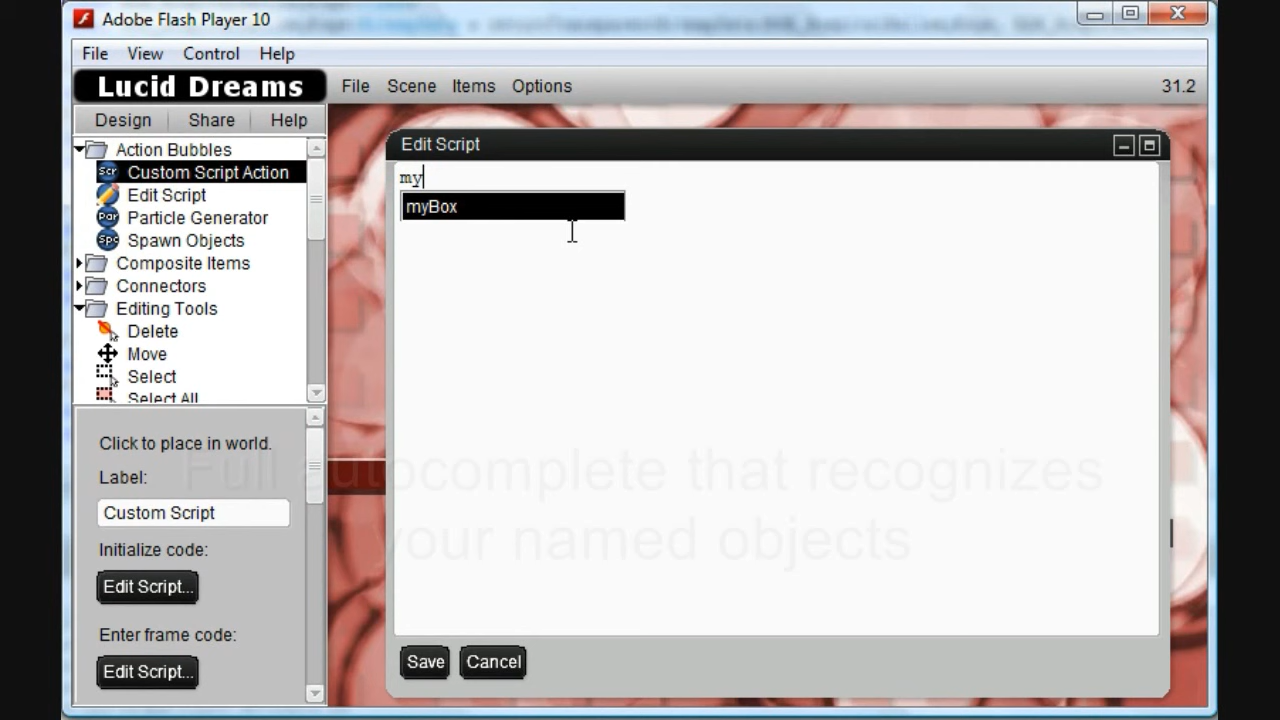 Adobe Flash Player 10
File View Control Help
Lucid Dreams
File Scene Items Options 31.2
Design Share Help
Action Bubbles
Scr Custom Script Action
Edit Script
Par Particle Generator
Spc Spawn Objects
Composite Items
Connectors
Editing Tools
Delete
Move
Select
Select All
Click to place in world.
Label:
Custom Script
Initialize code:
Edit Script...
Enter frame code:
Edit Script...
Edit Script
my
myBox
Full autocomplete that recognizes
your named objects
Save Cancel